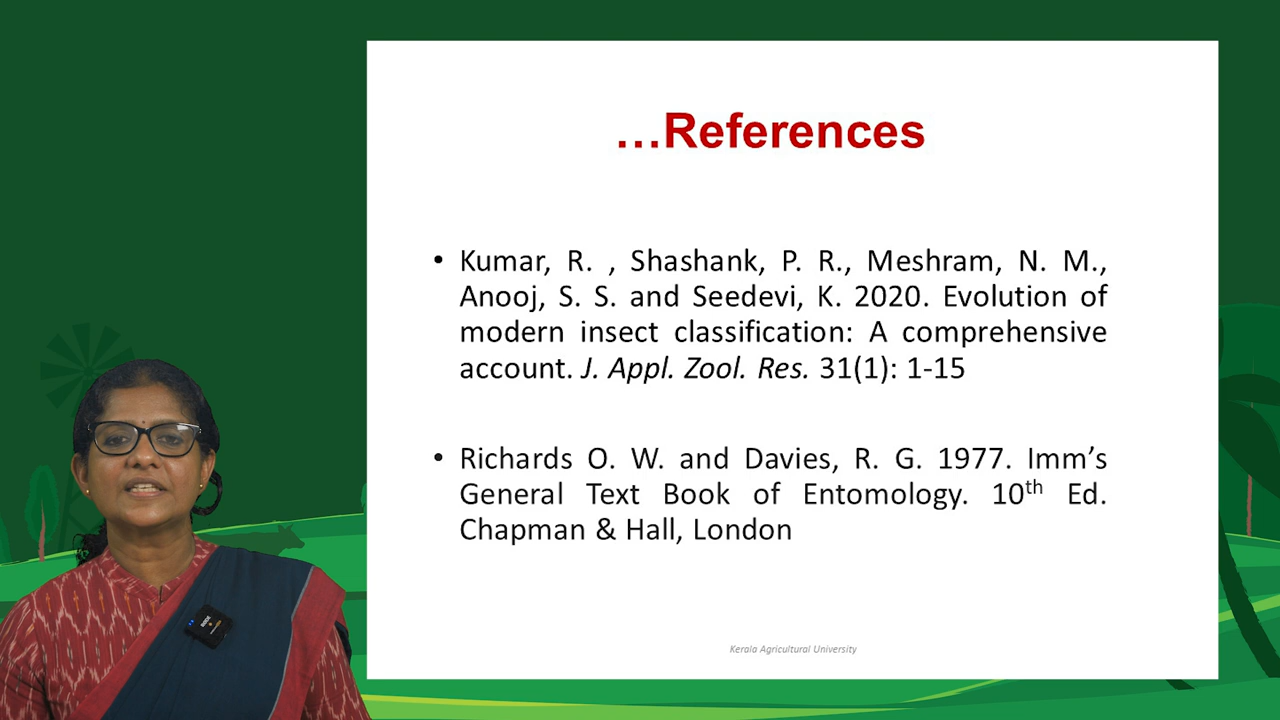 …References
• Kumar, R. , Shashank, P. R., Meshram, N. M.,
Anooj, S. S. and Seedevi, K. 2020. Evolution of
modern insect classification: A comprehensive
account. J. Appl. Zool. Res. 31(1): 1-15
• Richards O. W. and Davies, R. G. 1977. Imm’s
General Text Book of Entomology. 10th Ed.
Chapman & Hall, London
Kerala Agricultural University